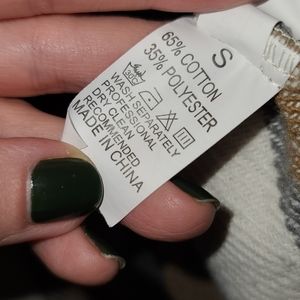 S
65% COTTON
35% POLYESTER
WASH SEPARATELY
PROFESSIONAL
DRY CLEAN
RECOMMENDED
MADE IN CHINA